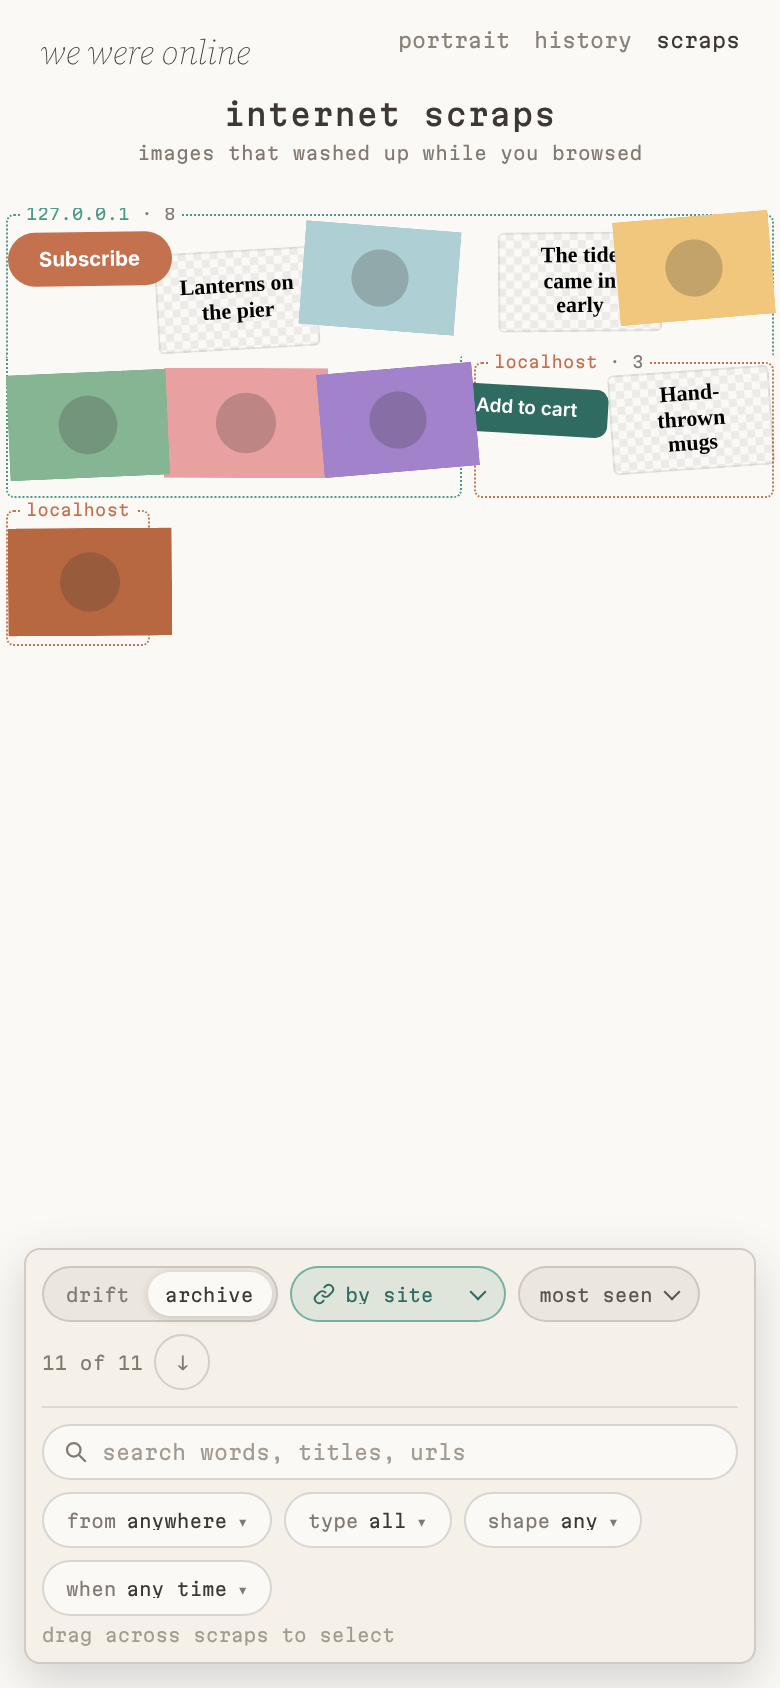 we were online
portrait history scraps
internet scraps
images that washed up while you browsed
127.0.0.1 · 8
Subscribe
Lanterns on
the pier
The tide
came in
early
localhost · 3
Add to cart
Hand-
thrown
mugs
localhost
drift archive by site most seen
11 of 11 ↓
search words, titles, urls
from anywhere ▾ type all ▾ shape any ▾
when any time ▾
drag across scraps to select